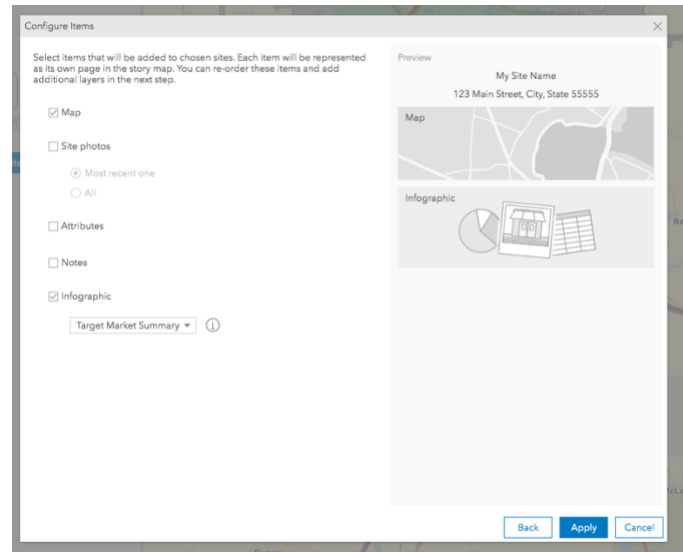 Configure Items
Select items that will be added to chosen sites. Each item will be represented
as its own page in the story map. You can re-order these items and add
additional layers in the next step.
Map
Site photos
Most recent one
All
Attributes
Notes
Infographic
Target Market Summary
Preview
My Site Name
123 Main Street, City, State 55555
Map
Infographic
Back
Apply
Cancel